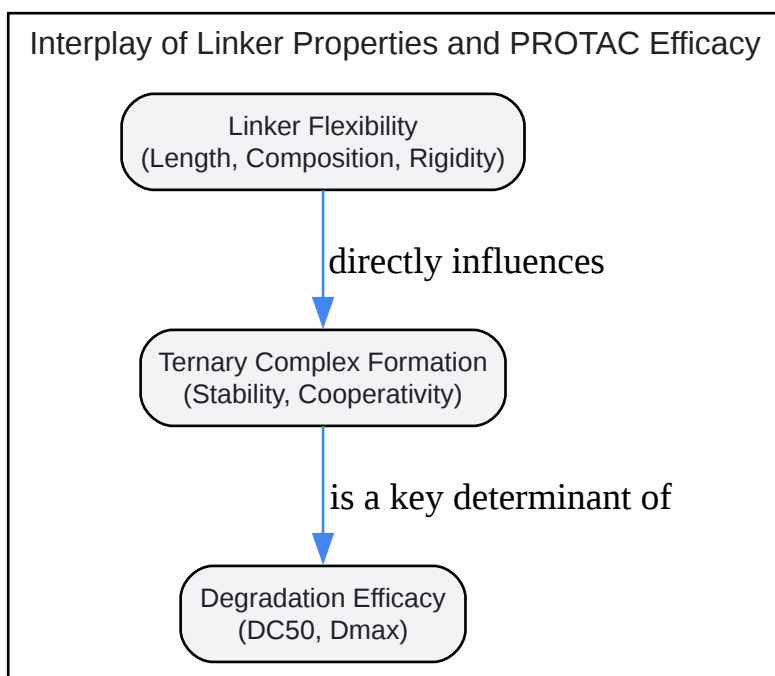 Interplay of Linker Properties and PROTAC Efficacy
Linker Flexibility
(Length, Composition, Rigidity)
directly influences
Ternary Complex Formation
(Stability, Cooperativity)
is a key determinant of
Degradation Efficacy
(DC50, Dmax)